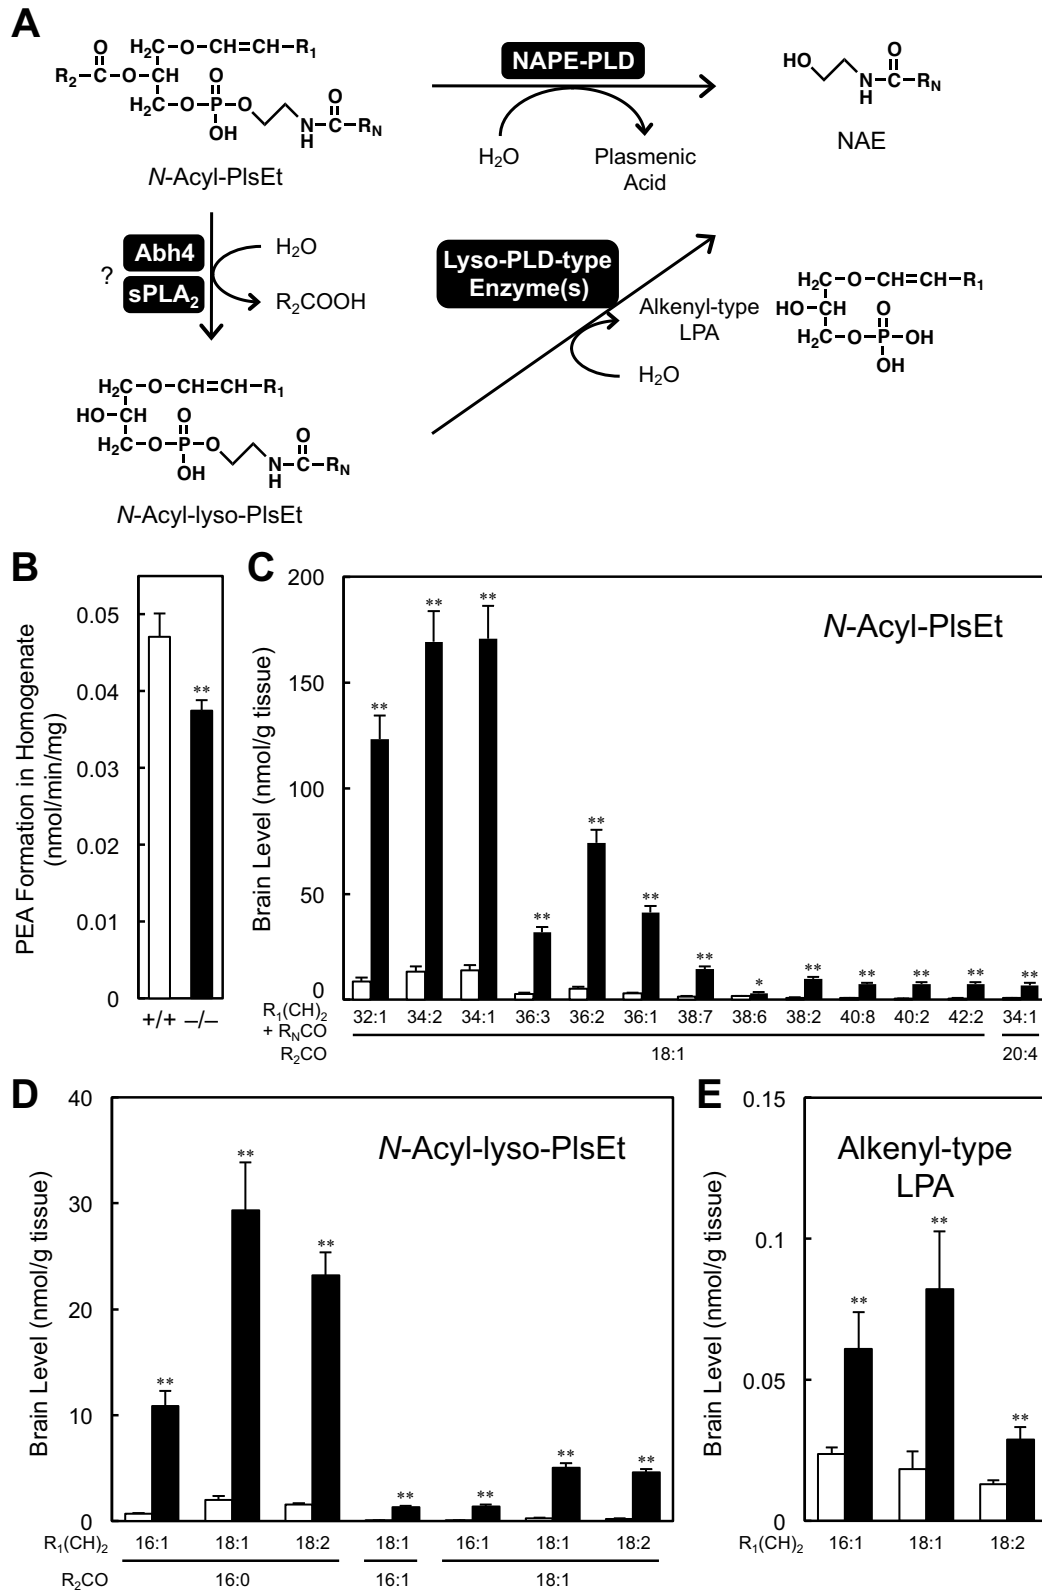 A
H₂C–O–CH=CH–R₁
O
R₂–C–O–CH
O
H₂C–O–P–O
O
OH
N–C–R_N
H
N-Acyl-PlsEt
NAPE-PLD
H₂O
Plasmenic
Acid
O
HO
N–C–R_N
H
NAE
?
Abh4
sPLA₂
H₂O
R₂COOH
Lyso-PLD-type
Enzyme(s)
Alkenyl-type
LPA
H₂O
H₂C–O–CH=CH–R₁
HO–CH
O
H₂C–O–P–OH
OH
H₂C–O–CH=CH–R₁
HO–CH
O
H₂C–O–P–O
O
OH
N–C–R_N
H
N-Acyl-lyso-PlsEt
B
PEA Formation in Homogenate
(nmol/min/mg)
0.05
0.04
0.03
0.02
0.01
0
**
+/+ –/–
C
N-Acyl-PlsEt
Brain Level (nmol/g tissue)
200
150
100
50
0
** ** ** ** ** ** ** * ** ** ** ** **
R₁(CH)₂ + R_NCO
32:1 34:2 34:1 36:3 36:2 36:1 38:7 38:6 38:2 40:8 40:2 42:2 34:1
R₂CO 18:1 20:4
D
N-Acyl-lyso-PlsEt
Brain Level (nmol/g tissue)
40
30
20
10
0
** ** ** ** ** ** **
R₁(CH)₂ 16:1 18:1 18:2 18:1 16:1 18:1 18:2
R₂CO 16:0 16:1 18:1
E
Alkenyl-type
LPA
Brain Level (nmol/g tissue)
0.15
0.1
0.05
0
** ** **
R₁(CH)₂ 16:1 18:1 18:2